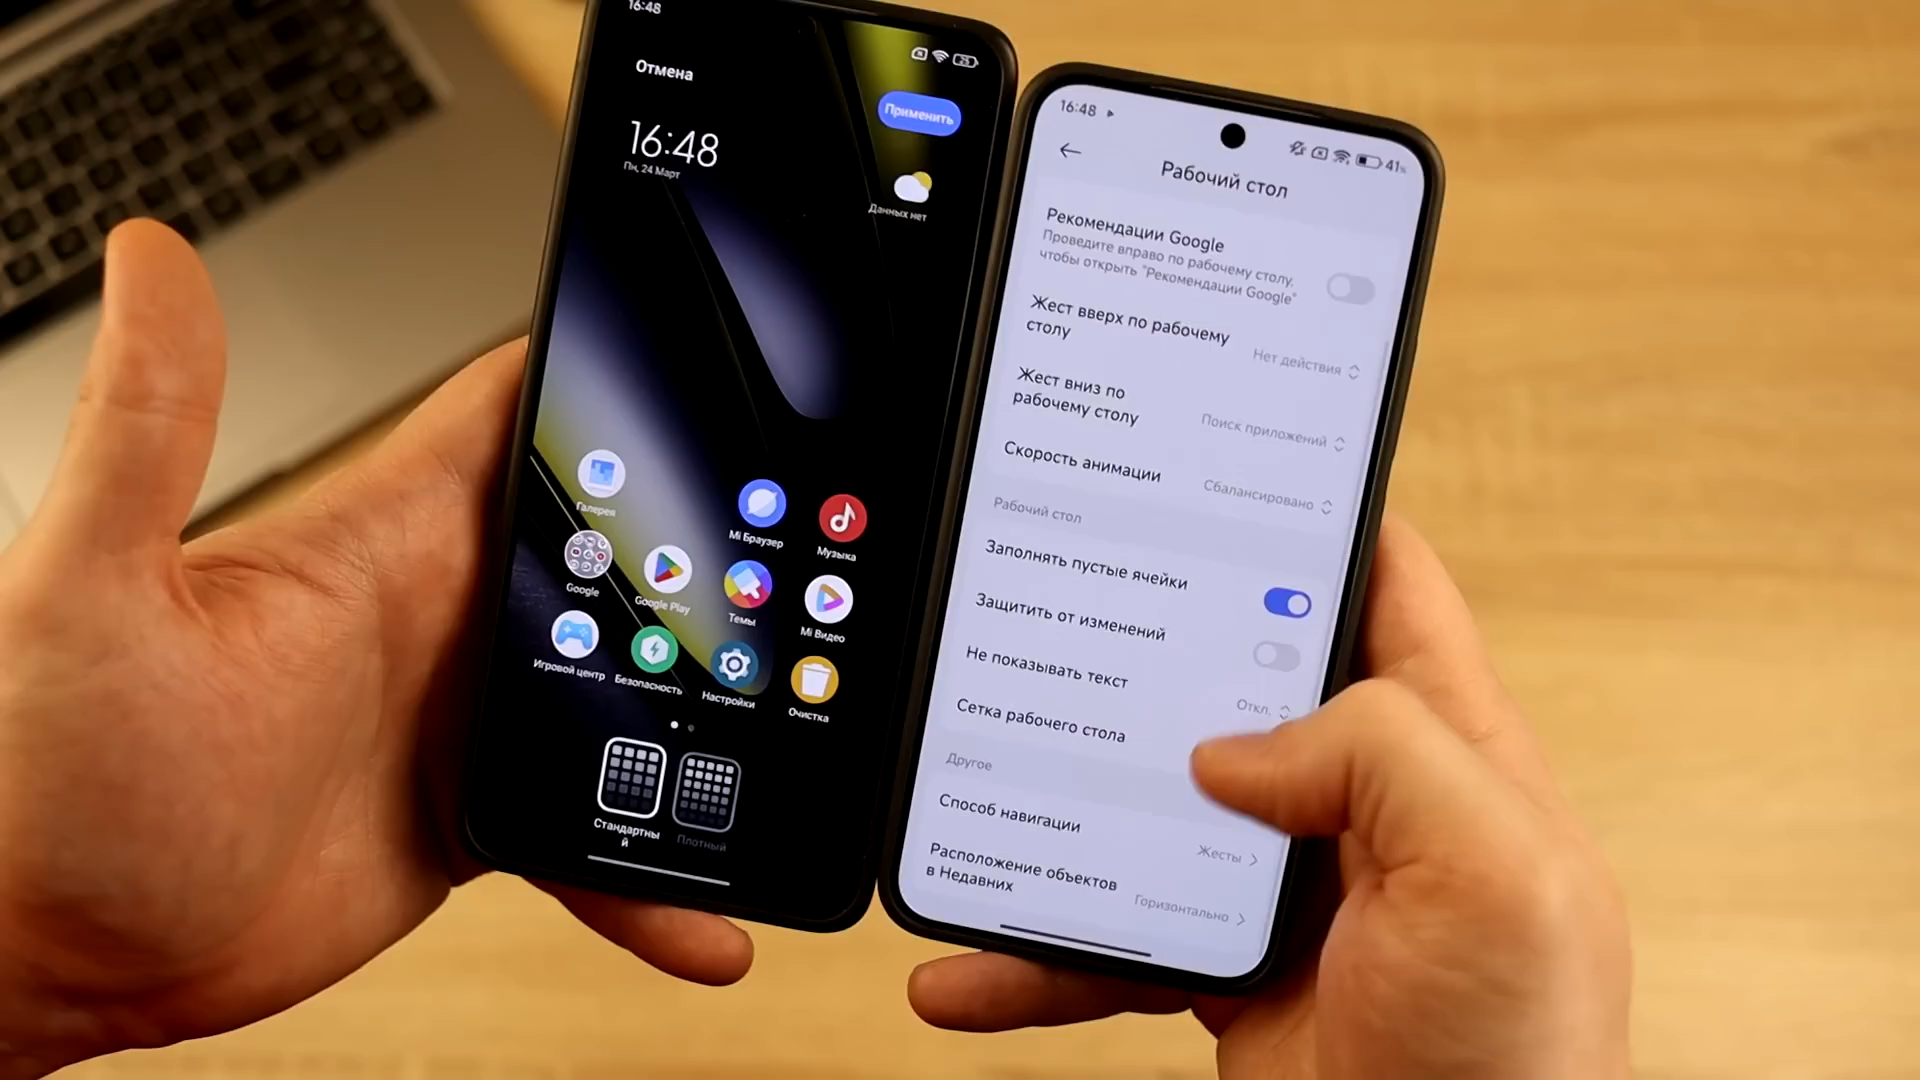 16:48
25
Отмена
Применить
16:48
Пн, 24 Март
Данных нет
Галерея
Mi Браузер
Музыка
Google
Google Play
Темы
Mi Видео
Игровой центр
Безопасность
Настройки
Очистка
Стандартны
й
Плотный
16:48
41%
Рабочий стол
Рекомендации Google
Проведите вправо по рабочему столу,
чтобы открыть "Рекомендации Google"
Жест вверх по рабочему
столу
Нет действия
Жест вниз по
рабочему столу
Поиск приложений
Скорость анимации
Сбалансировано
Рабочий стол
Заполнять пустые ячейки
Защитить от изменений
Не показывать текст
Откл.
Сетка рабочего стола
Другое
Способ навигации
Жесты
Расположение объектов
в Недавних
Горизонтально